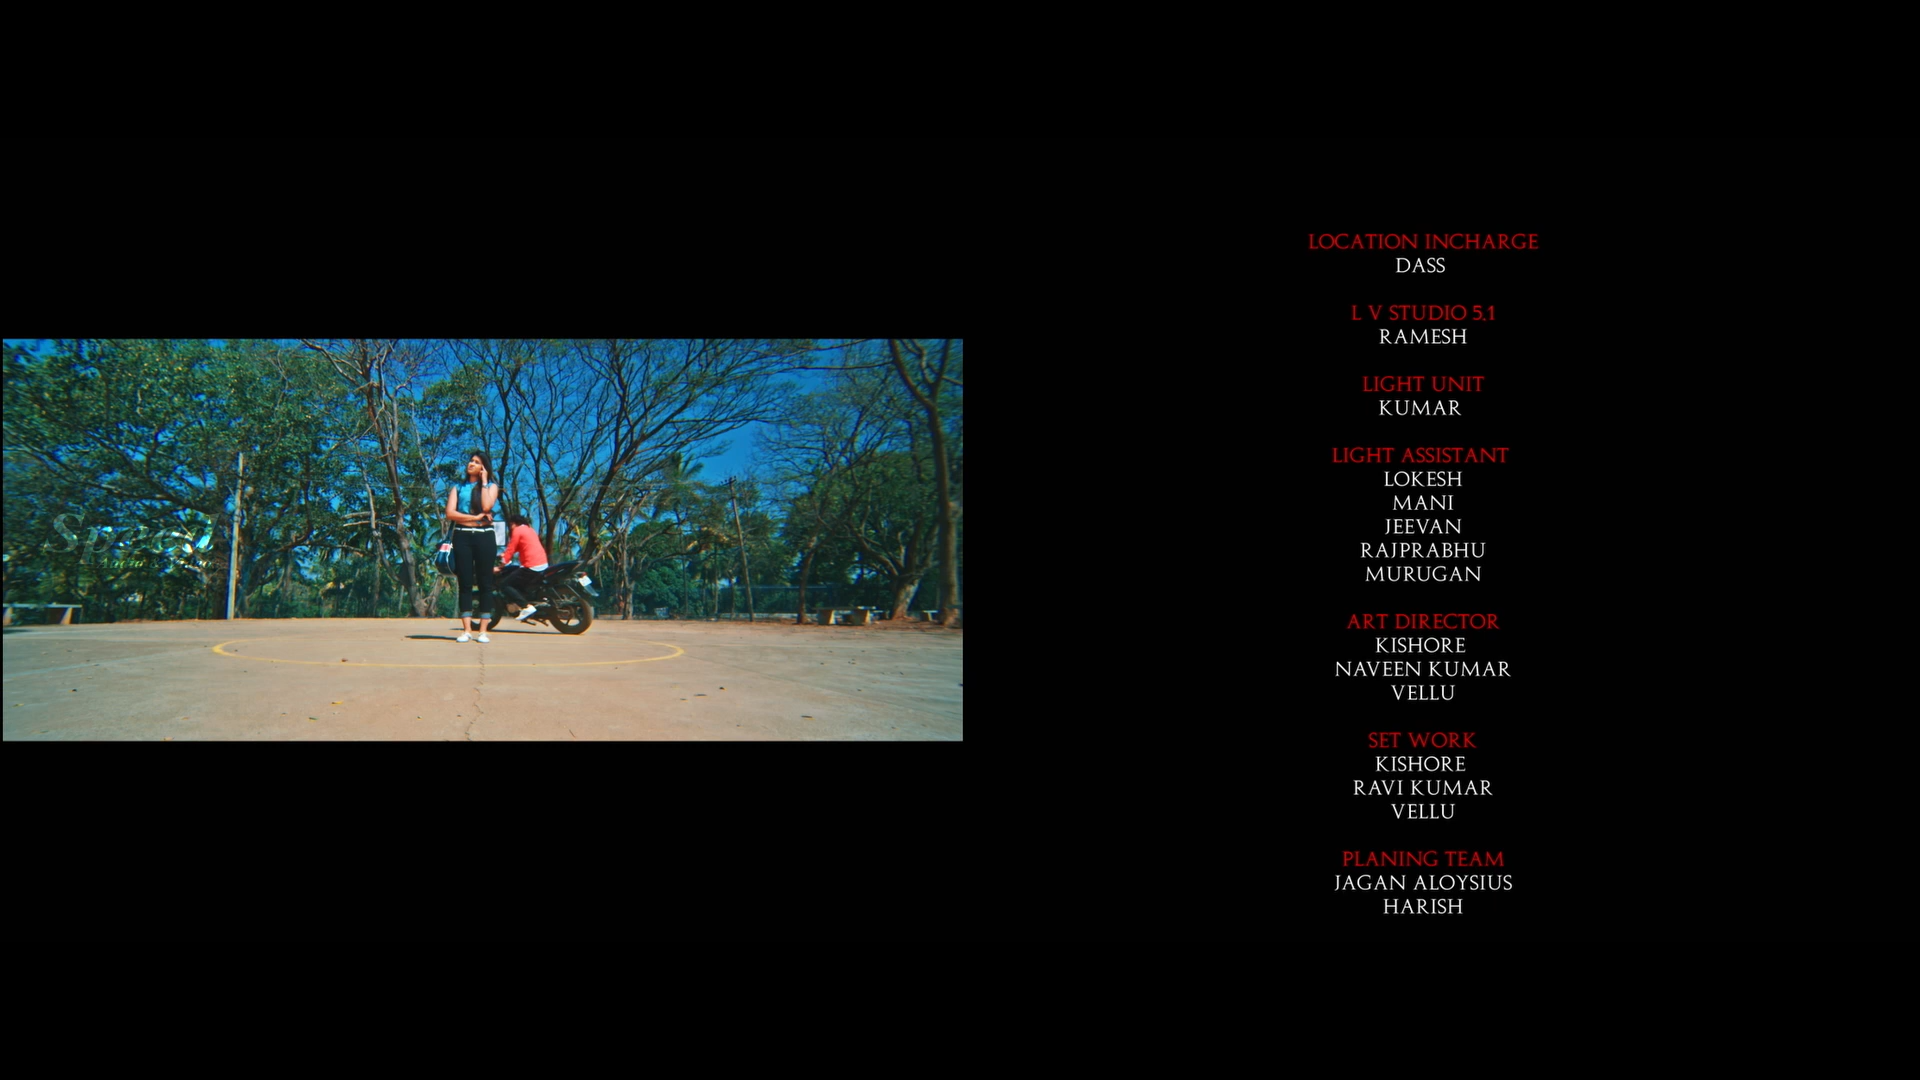 Speed
LOCATION INCHARGE
DASS
L V STUDIO 5.1
RAMESH
LIGHT UNIT
KUMAR
LIGHT ASSISTANT
LOKESH
MANI
JEEVAN
RAJPRABHU
MURUGAN
ART DIRECTOR
KISHORE
NAVEEN KUMAR
VELLU
SET WORK
KISHORE
RAVI KUMAR
VELLU
PLANING TEAM
JAGAN ALOYSIUS
HARISH